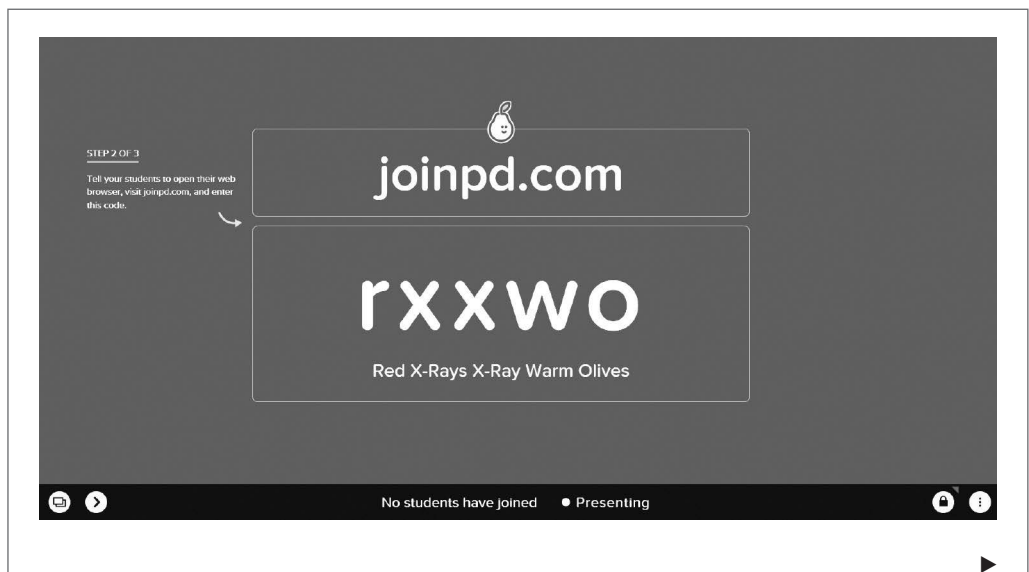 STEP 2 OF 3
Tell your students to open their web
browser, visit joinpd.com, and enter
this code.
joinpd.com
rxxwo
Red X-Rays X-Ray Warm Olives
No students have joined
Presenting